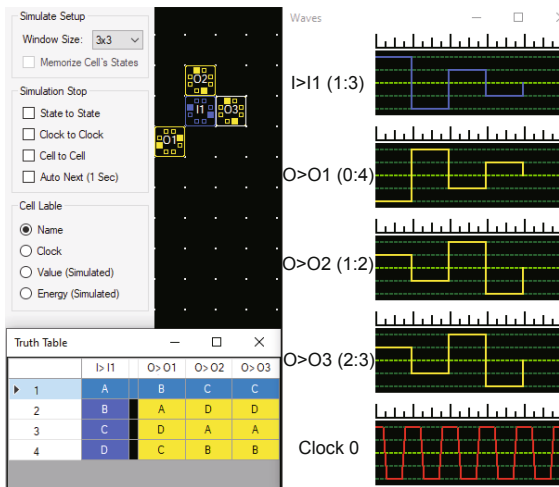 Simulate Setup
Window Size: 3x3
Memorize Cell's States
Simulation Stop
State to State
Clock to Clock
Cell to Cell
Auto Next (1 Sec)
Cell Lable
Name
Clock
Value (Simulated)
Energy (Simulated)
O2
I1
O3
O1
Truth Table
I> I1 O> O1 O> O2 O> O3
1 A B C C
2 B A D D
3 C D A A
4 D C B B
Waves
I>I1 (1:3)
O>O1 (0:4)
O>O2 (1:2)
O>O3 (2:3)
Clock 0